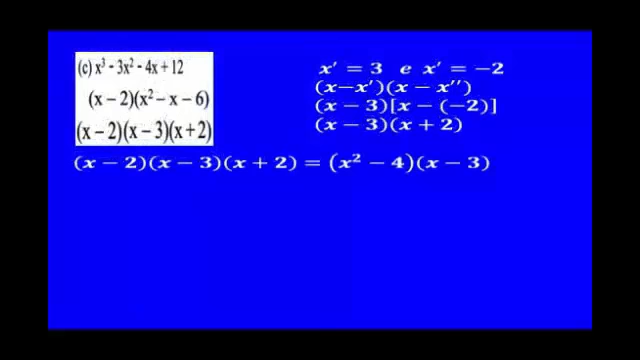 (c) x³ - 3x² - 4x + 12
(x − 2)(x² − x − 6)
(x − 2)(x − 3)(x + 2)
x′ = 3 e x′ = −2
(x−x′)(x − x′′)
(x − 3)[x − (−2)]
(x − 3)(x + 2)
(x − 2)(x − 3)(x + 2) = (x² − 4)(x − 3)